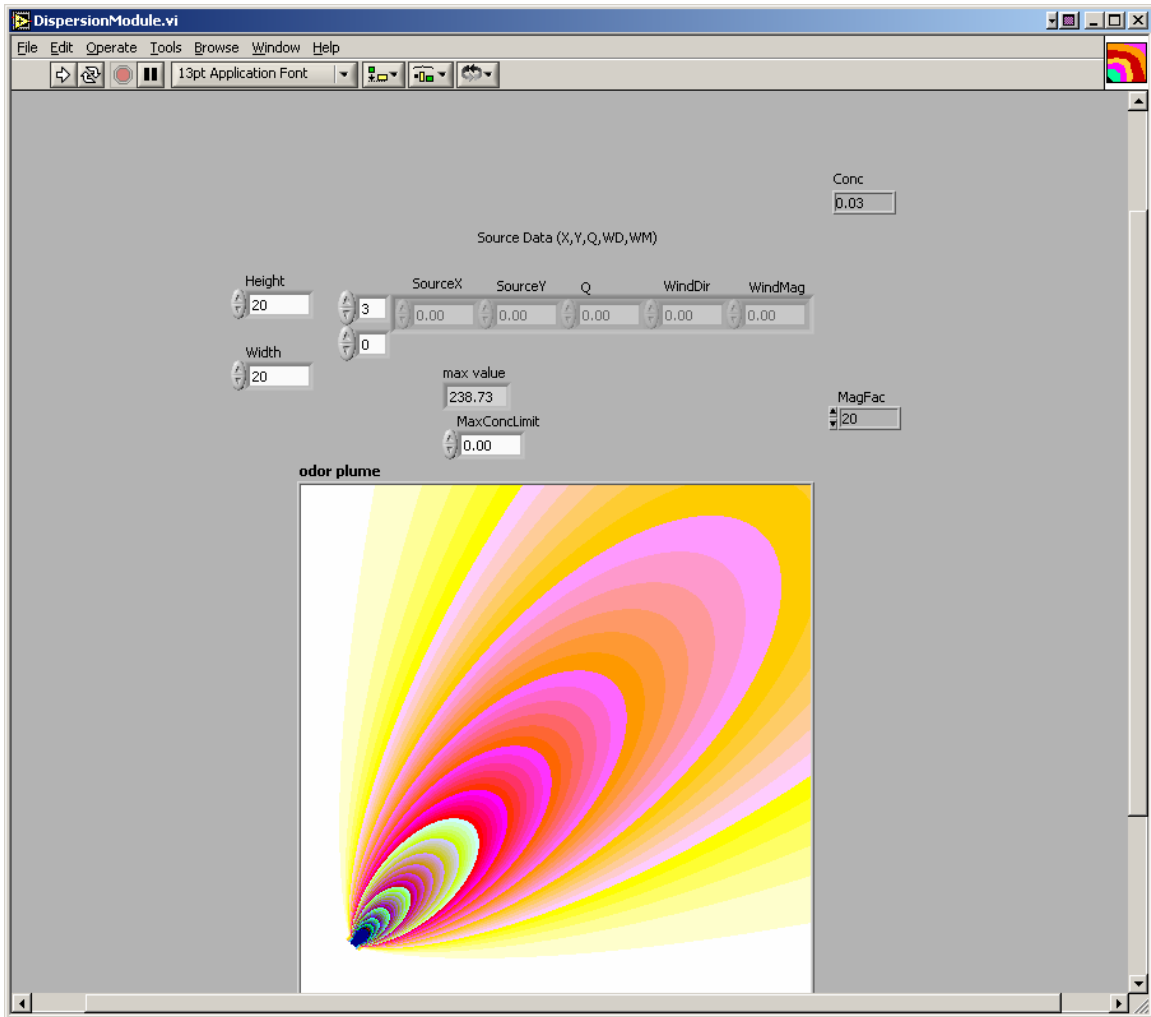 DispersionModule.vi
File Edit Operate Tools Browse Window Help
13pt Application Font
Conc
0.03
Source Data (X,Y,Q,WD,WM)
Height
20
SourceX SourceY Q WindDir WindMag
3 0.00 0.00 0.00 0.00 0.00
0
Width
20
max value
238.73
MaxConcLimit
0.00
MagFac
20
odor plume